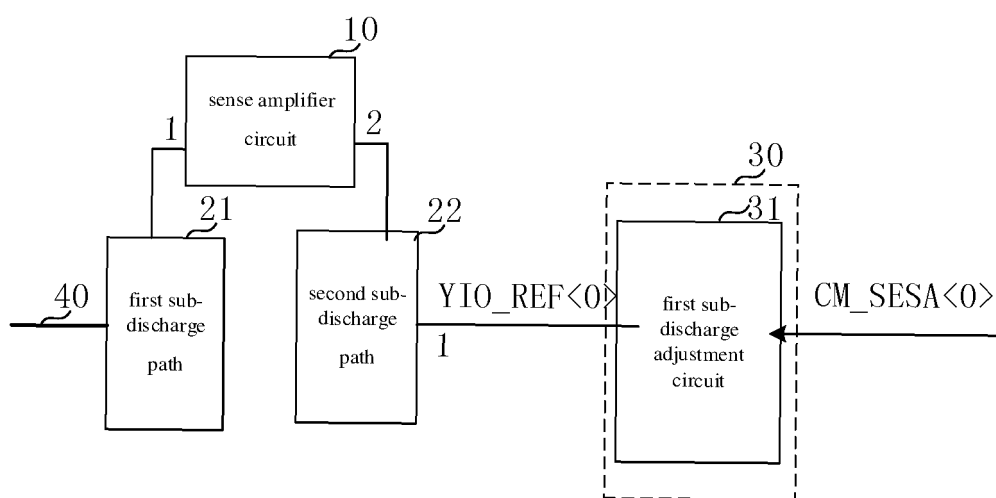 10
sense amplifier
circuit
1
2
21
first sub-
discharge
path
40
22
second sub-
discharge
path
1
YIO_REF<0>
30
31
first sub-
discharge
adjustment
circuit
CM_SESA<0>